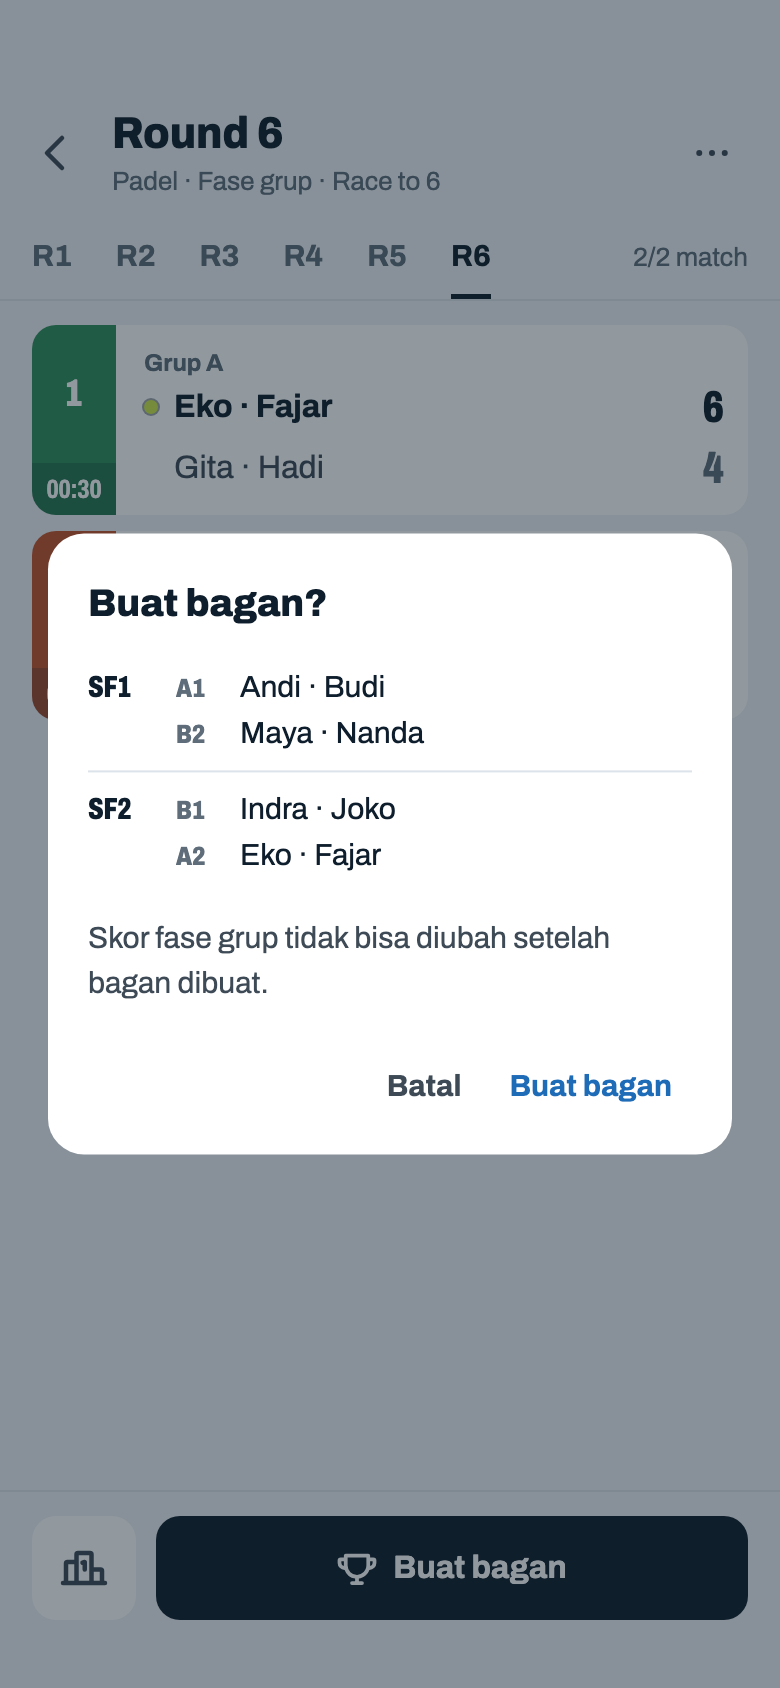 Round 6
Padel · Fase grup · Race to 6
R1 R2 R3 R4 R5 R6 2/2 match
1
00:30
Grup A
Eko · Fajar 6
Gita · Hadi 4
Buat bagan?
SF1 A1 Andi · Budi
B2 Maya · Nanda
SF2 B1 Indra · Joko
A2 Eko · Fajar
Skor fase grup tidak bisa diubah setelah
bagan dibuat.
Batal Buat bagan
Buat bagan